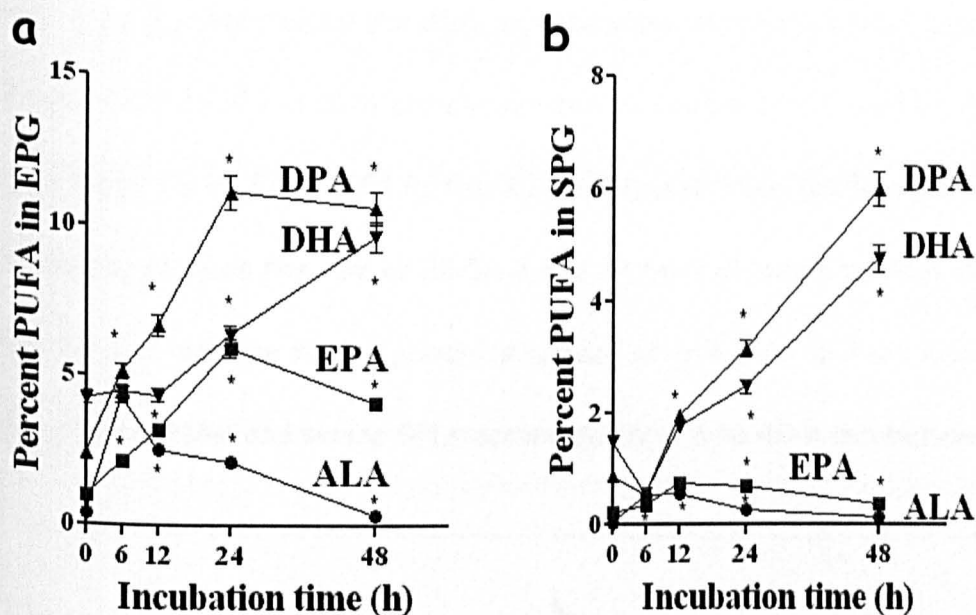 a
Percent PUFA in EPG
15
10
5
0
0 6 12 24 48
Incubation time (h)
DPA
DHA
EPA
ALA
b
Percent PUFA in SPG
8
6
4
2
0
0 6 12 24 48
Incubation time (h)
DPA
DHA
EPA
ALA